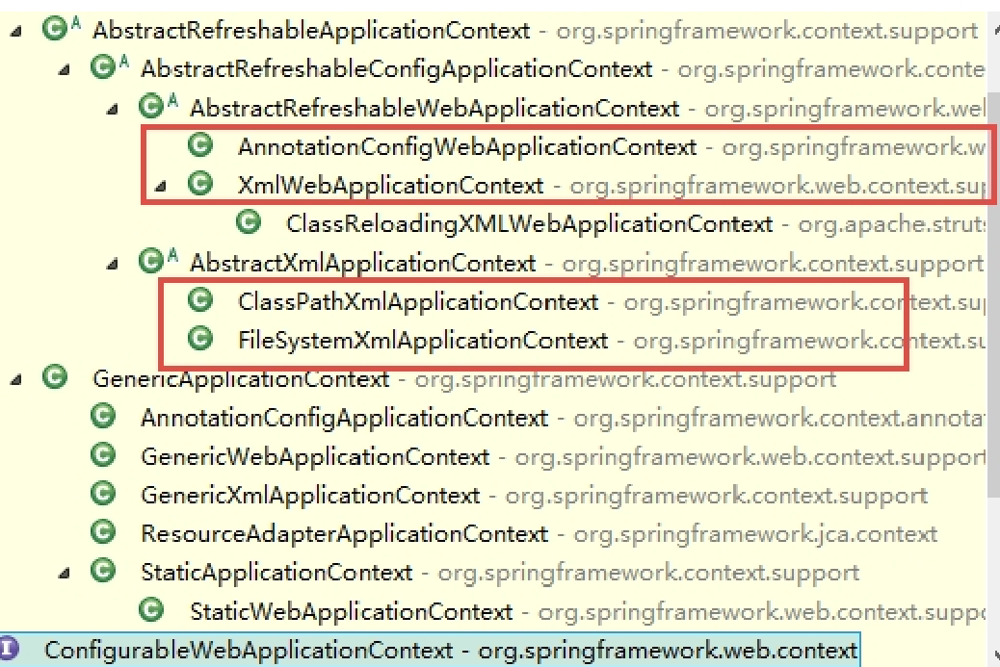 AbstractRefreshableApplicationContext - org.springframework.context.support
AbstractRefreshableConfigApplicationContext - org.springframework.conte
AbstractRefreshableWebApplicationContext - org.springframework.wel
AnnotationConfigWebApplicationContext - org.springframework.w
XmlWebApplicationContext - org.springframework.web.context.sup
ClassReloadingXMLWebApplicationContext - org.apache.struts
AbstractXmlApplicationContext - org.springframework.context.support
ClassPathXmlApplicationContext - org.springframework.context.sup
FileSystemXmlApplicationContext - org.springframework.context.su
GenericApplicationContext - org.springframework.context.support
AnnotationConfigApplicationContext - org.springframework.context.annota
GenericWebApplicationContext - org.springframework.web.context.support
GenericXmlApplicationContext - org.springframework.context.support
ResourceAdapterApplicationContext - org.springframework.jca.context
StaticApplicationContext - org.springframework.context.support
StaticWebApplicationContext - org.springframework.web.context.suppo
ConfigurableWebApplicationContext - org.springframework.web.context